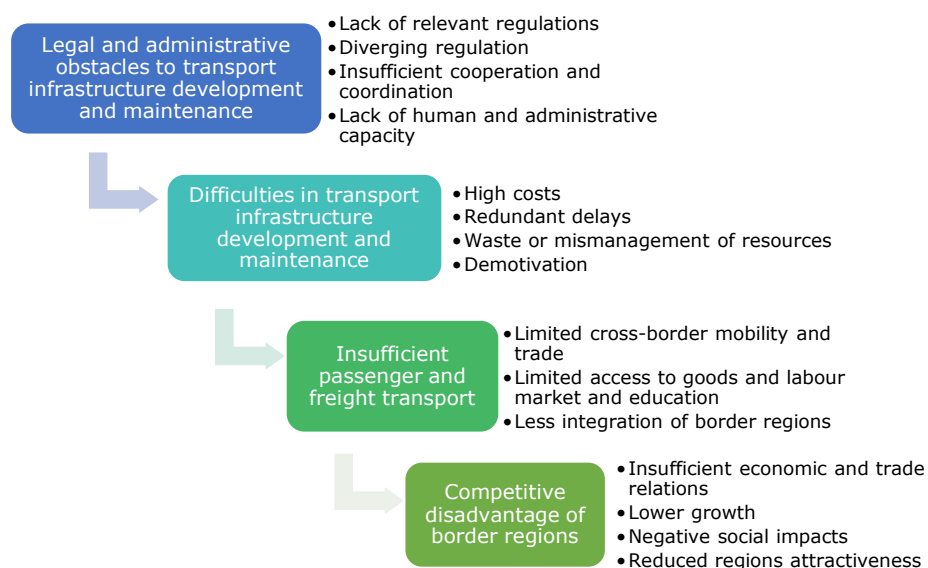 Legal and administrative
obstacles to transport
infrastructure development
and maintenance
•Lack of relevant regulations
•Diverging regulation
•Insufficient cooperation and
coordination
•Lack of human and administrative
capacity
Difficulties in transport
infrastructure
development and
maintenance
•High costs
•Redundant delays
•Waste or mismanagement of resources
•Demotivation
Insufficient
passenger and
freight transport
•Limited cross-border mobility and
trade
•Limited access to goods and labour
market and education
•Less integration of border regions
Competitive
disadvantage of
border regions
•Insufficient economic and trade
relations
•Lower growth
•Negative social impacts
•Reduced regions attractiveness